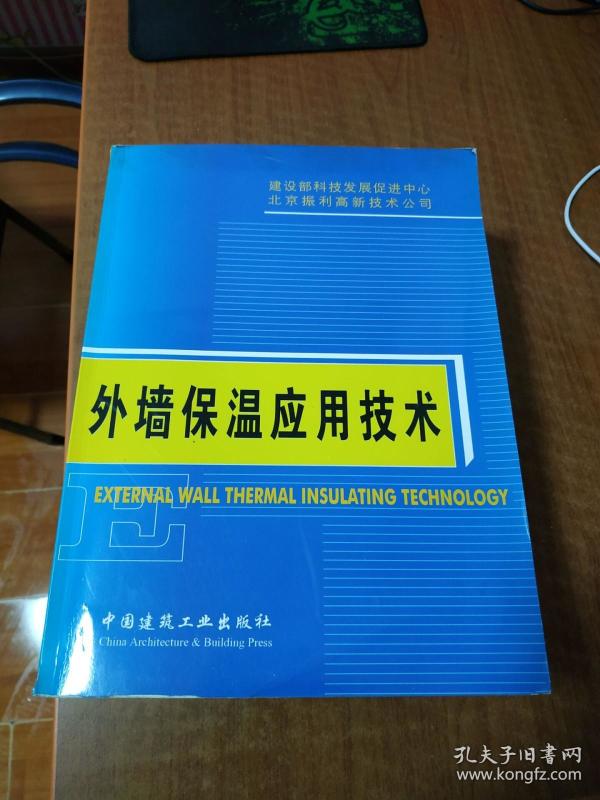 建设部科技发展促进中心
北京振利高新技术公司
外墙保温应用技术
E
EXTERNAL WALL THERMAL INSULATING TECHNOLOGY
中国建筑工业出版社
China Architecture & Building Press
孔夫子旧书网
www.kongfz.com